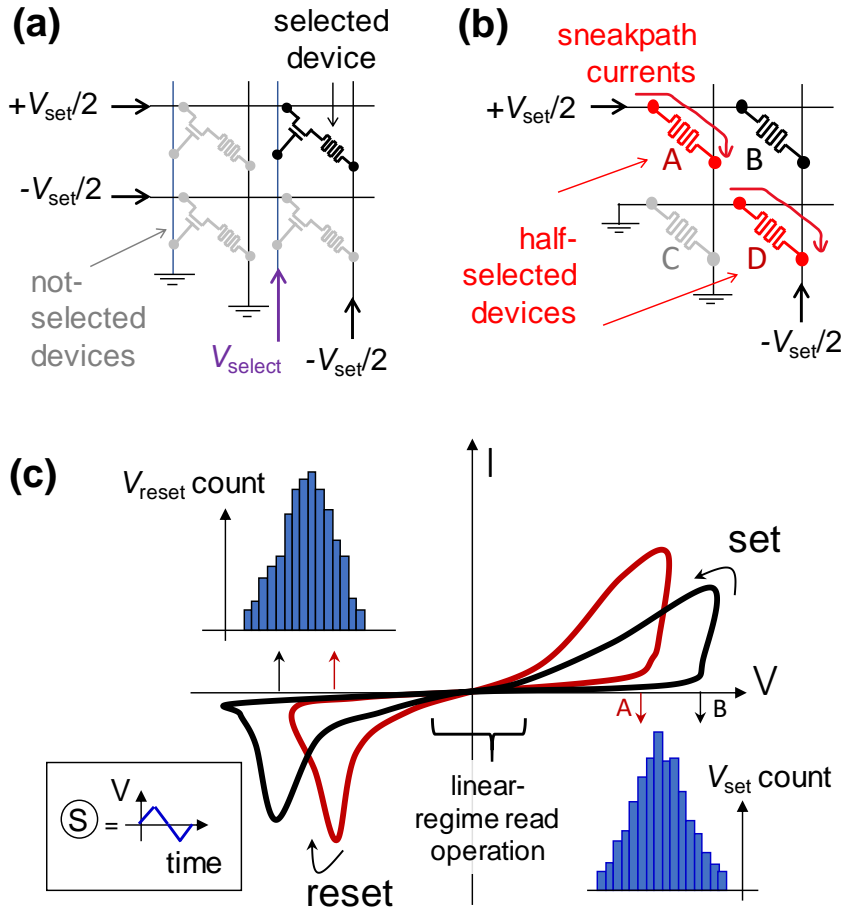 (a)
selected
device
+Vset/2
-Vset/2
not-
selected
devices
Vselect
-Vset/2
(b)
sneakpath
currents
+Vset/2
A
B
C
D
half-
selected
devices
-Vset/2
(c)
I
Vreset count
set
V
A
B
linear-
regime read
operation
Vset count
S = V
time
reset